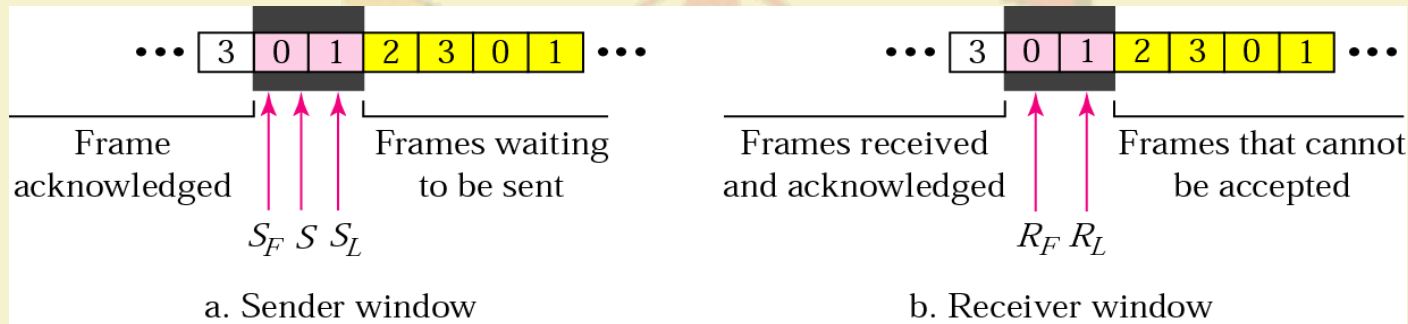 ••• 3 0 1 2 3 0 1 •••
Frame
acknowledged
Frames waiting
to be sent
S_F S S_L
a. Sender window
••• 3 0 1 2 3 0 1 •••
Frames received
and acknowledged
Frames that cannot
be accepted
R_F R_L
b. Receiver window